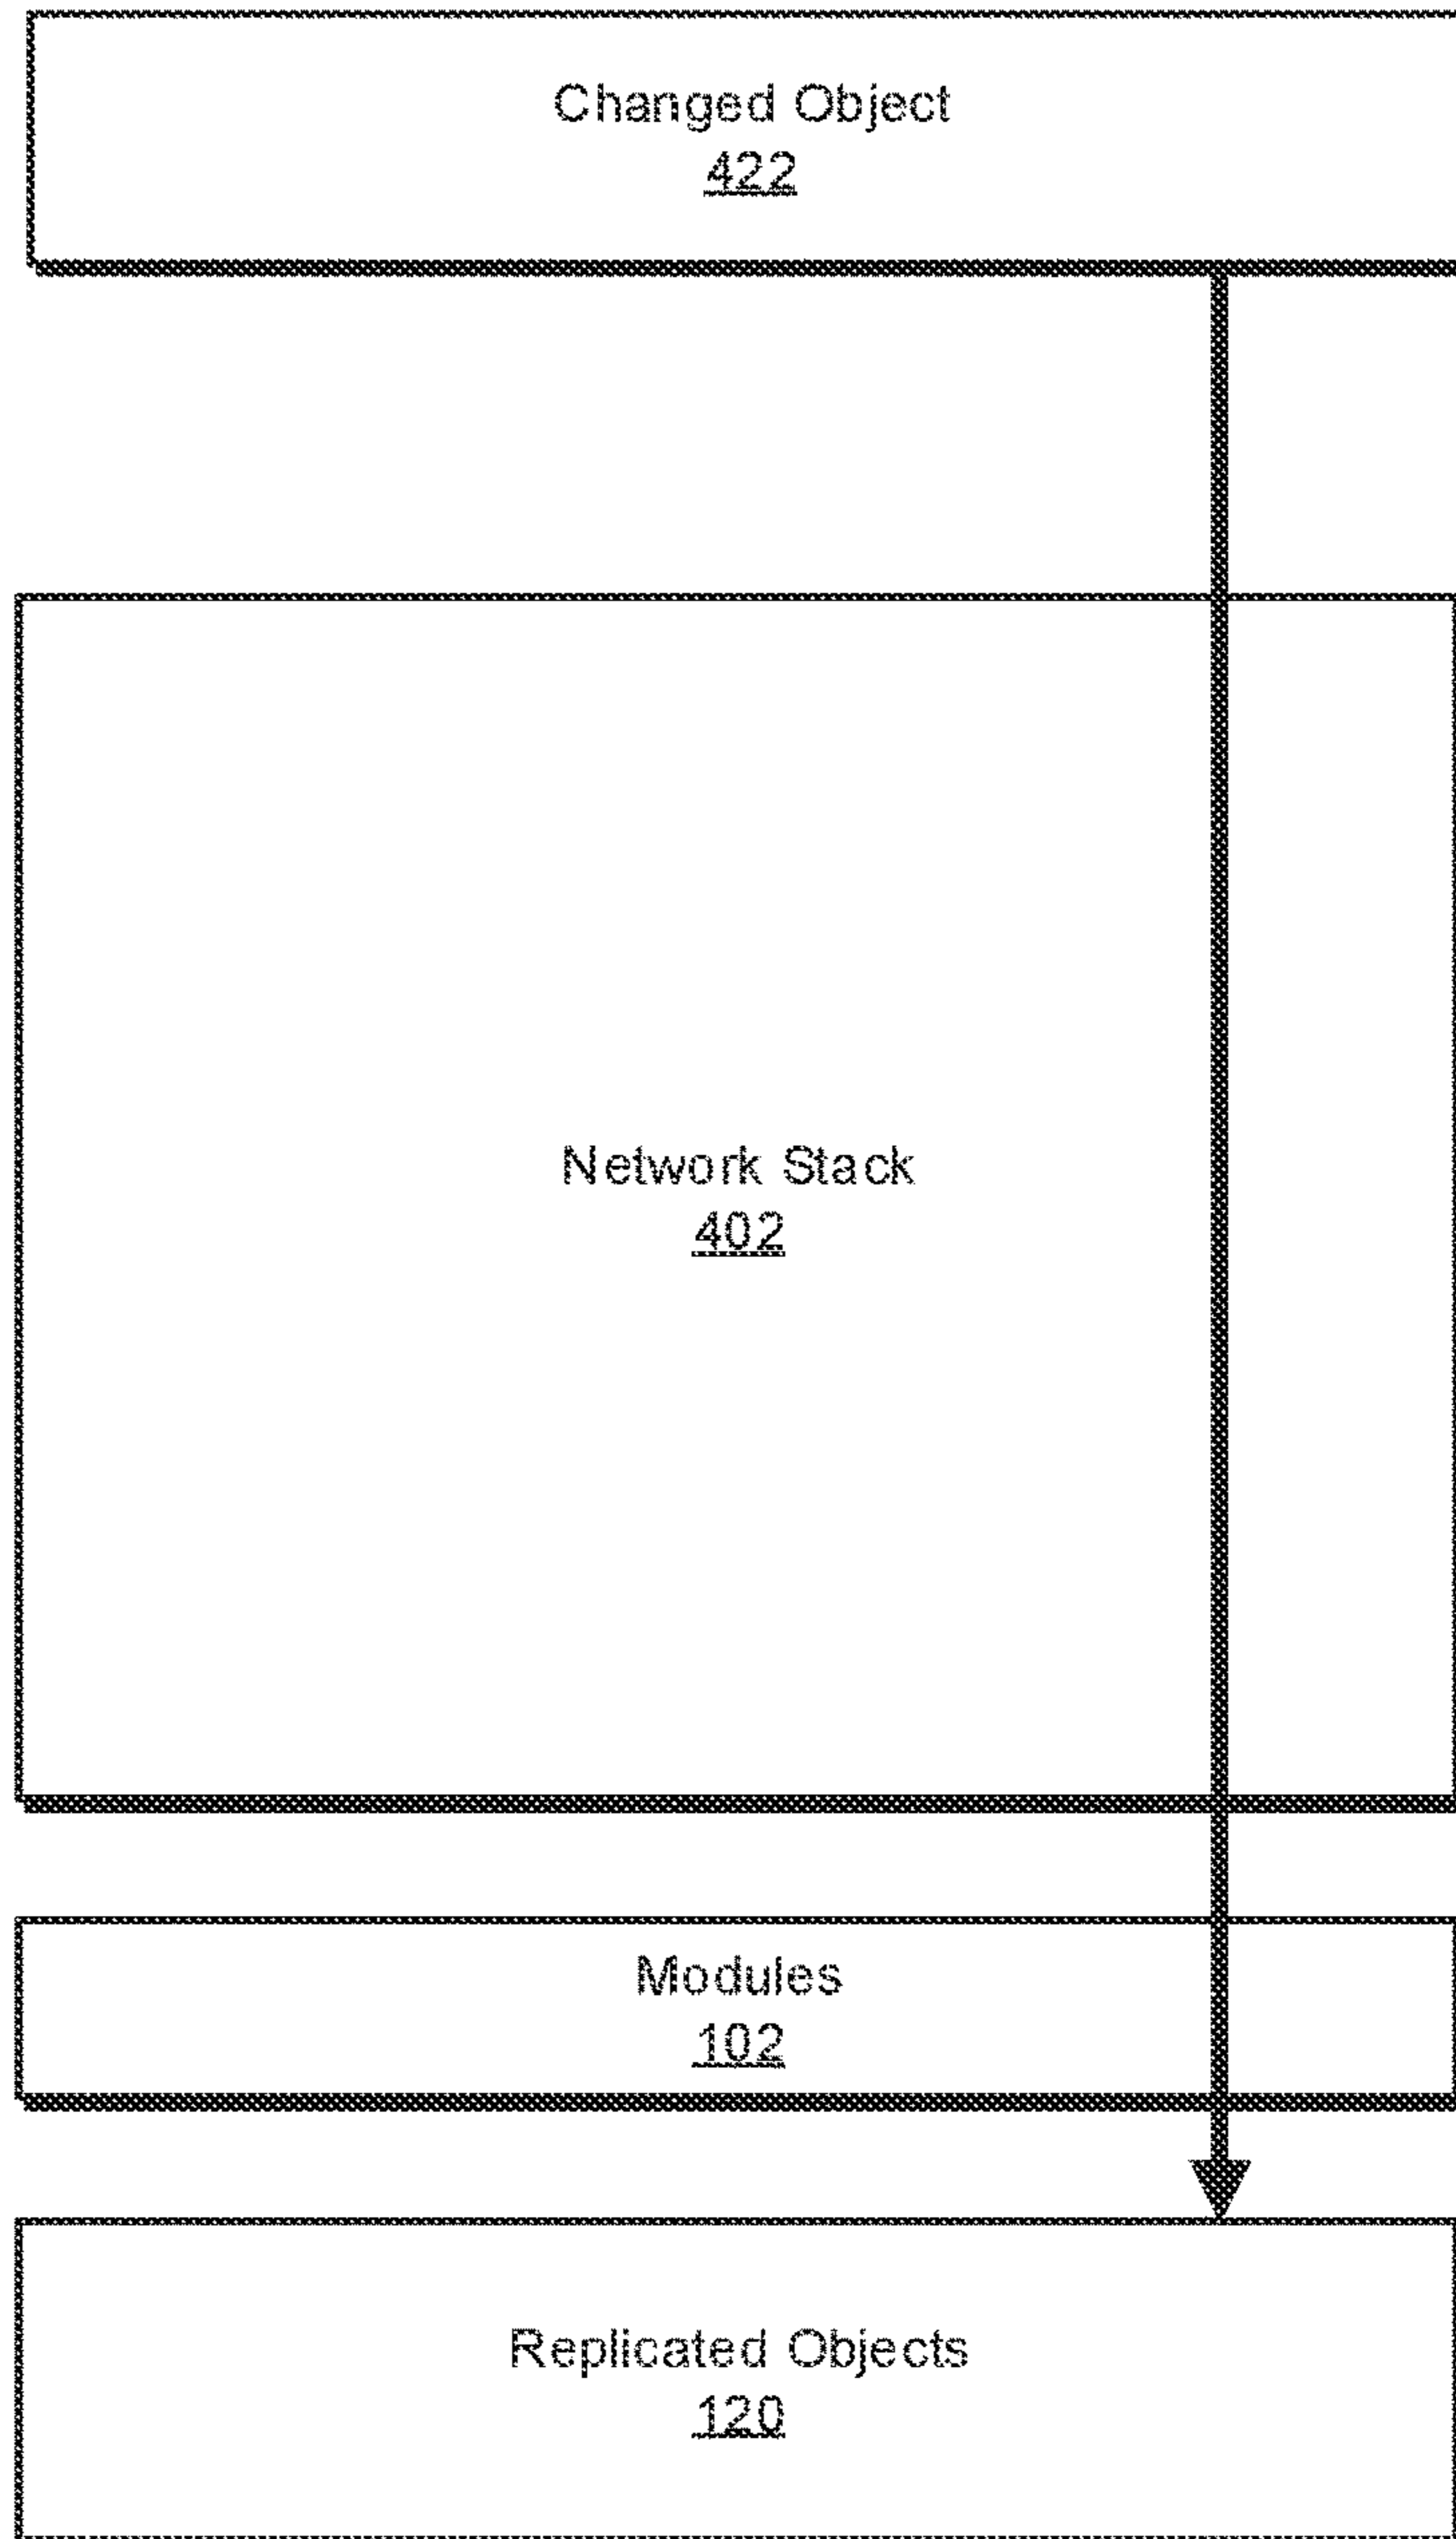 Changed Object
422
Network Stack
402
Modules
102
Replicated Objects
120